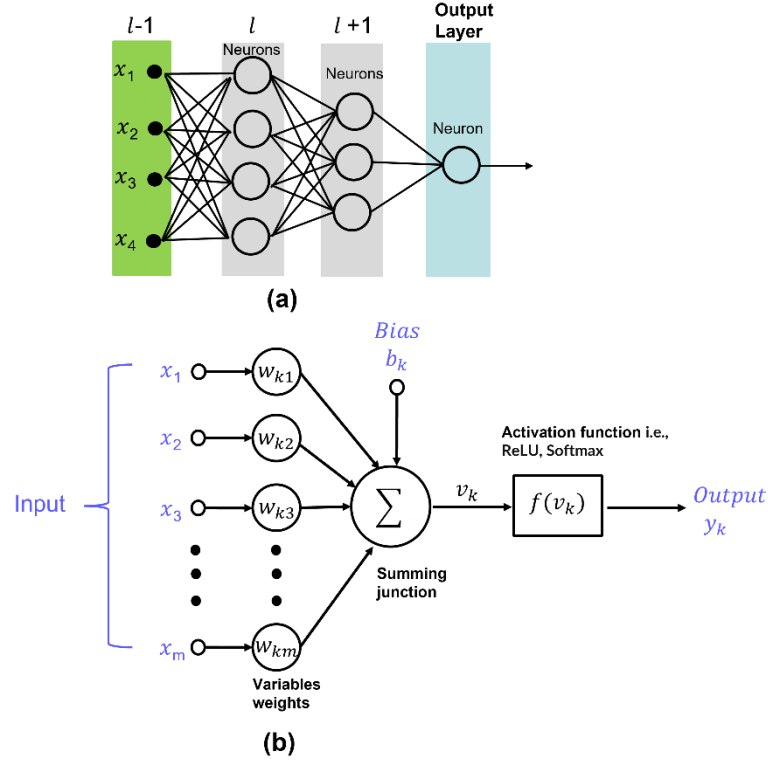 l-1
l
l +1
Output
Layer
Neurons
Neurons
Neuron
x1
x2
x3
x4
(a)
Bias
bk
Input
x1
wk1
x2
wk2
x3
wk3
xm
wkm
∑
Summing
junction
vk
Activation function i.e.,
ReLU, Softmax
f(vk)
Output
yk
Variables
weights
(b)